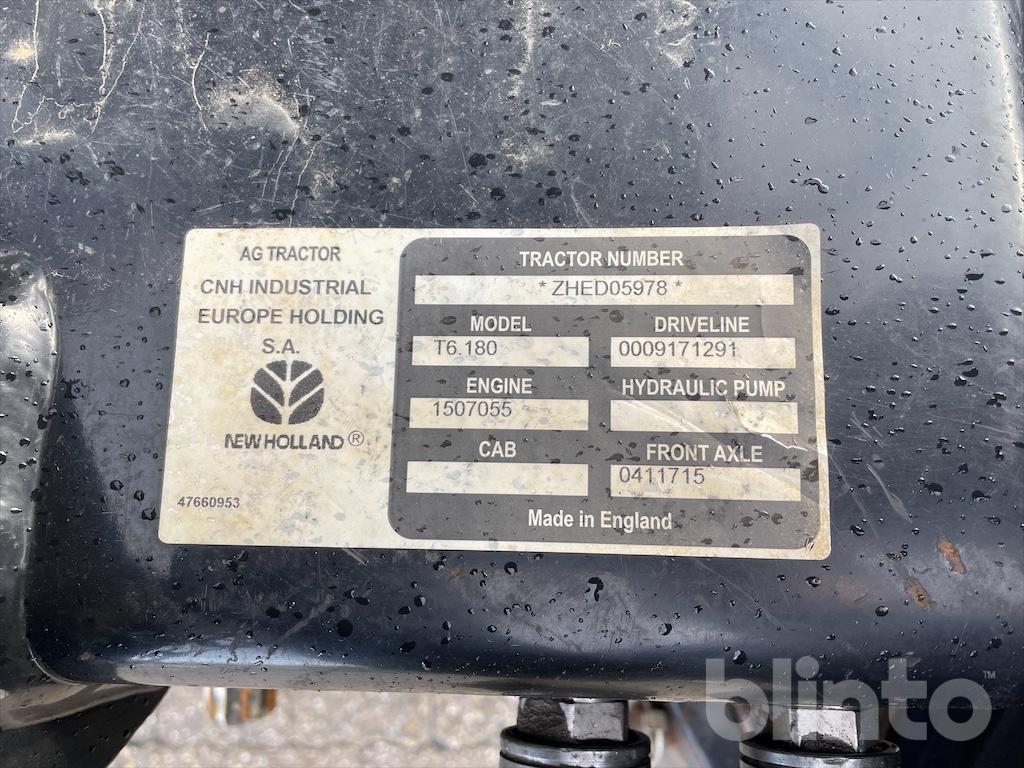 AG TRACTOR
CNH INDUSTRIAL
EUROPE HOLDING
S.A.
NEW HOLLAND ®
47660953
TRACTOR NUMBER
* ZHED05978 *
MODEL DRIVELINE
T6.180 0009171291
ENGINE HYDRAULIC PUMP
1507055
CAB FRONT AXLE
0411715
Made in England
blinto ™